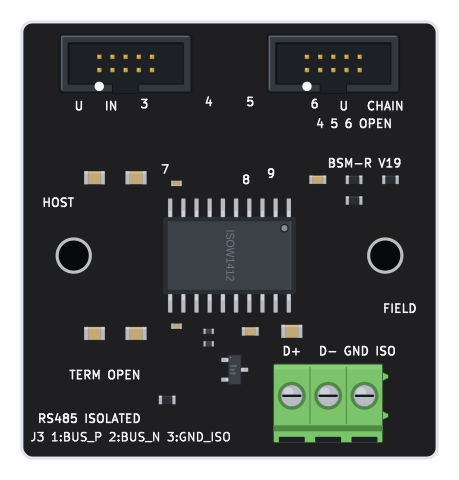 U IN 3 4 5 6 U CHAIN
4 5 6 OPEN
BSM-R V19
7 8 9
HOST
ISOW1412
FIELD
D+ D- GND ISO
TERM OPEN
RS485 ISOLATED
J3 1:BUS_P 2:BUS_N 3:GND_ISO